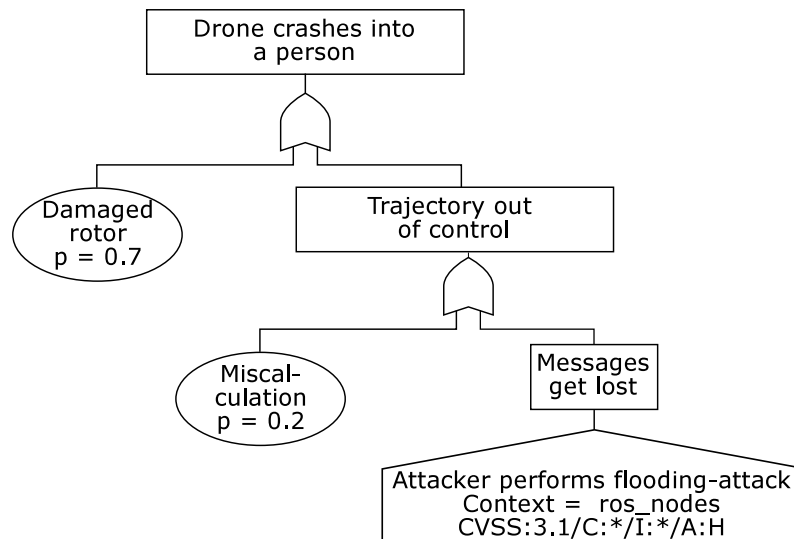 Drone crashes into
a person
Damaged
rotor
p = 0.7
Trajectory out
of control
Miscal-
culation
p = 0.2
Messages
get lost
Attacker performs flooding-attack
Context = ros_nodes
CVSS:3.1/C:*/I:*/A:H